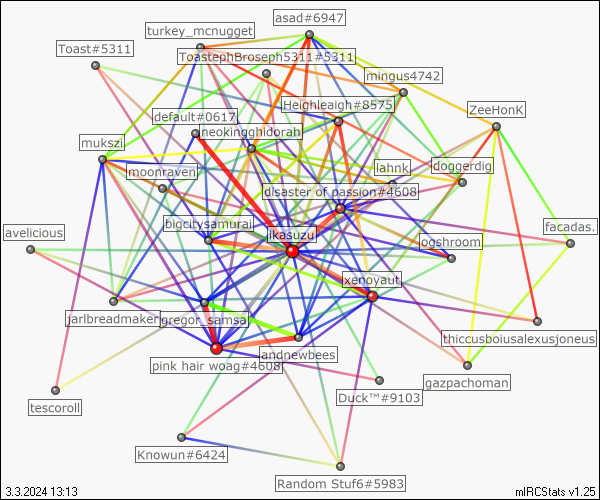 asad#6947
turkey_mcnugget
Toast#5311
ToastephBroseph5311#5311
mingus4742
Heighleaigh#8575
ZeeHonK
default#0617
neokingghidorah
mukszi
lahnk
doggerdig
moonraven
disaster of passion#4608
bigcitysamurai
facadas.
avelicious
jikasuzu
ogshroom
xenoyaut
jarlbreadmaker
gregor_samsa
thiccusboiusalexusjoneus
andnewbees
pink hair woag#4608
gazpachoman
Duck™#9103
tescoroll
Knowun#6424
Random Stuf6#5983
3.3.2024 13:13
mIRCStats v1.25